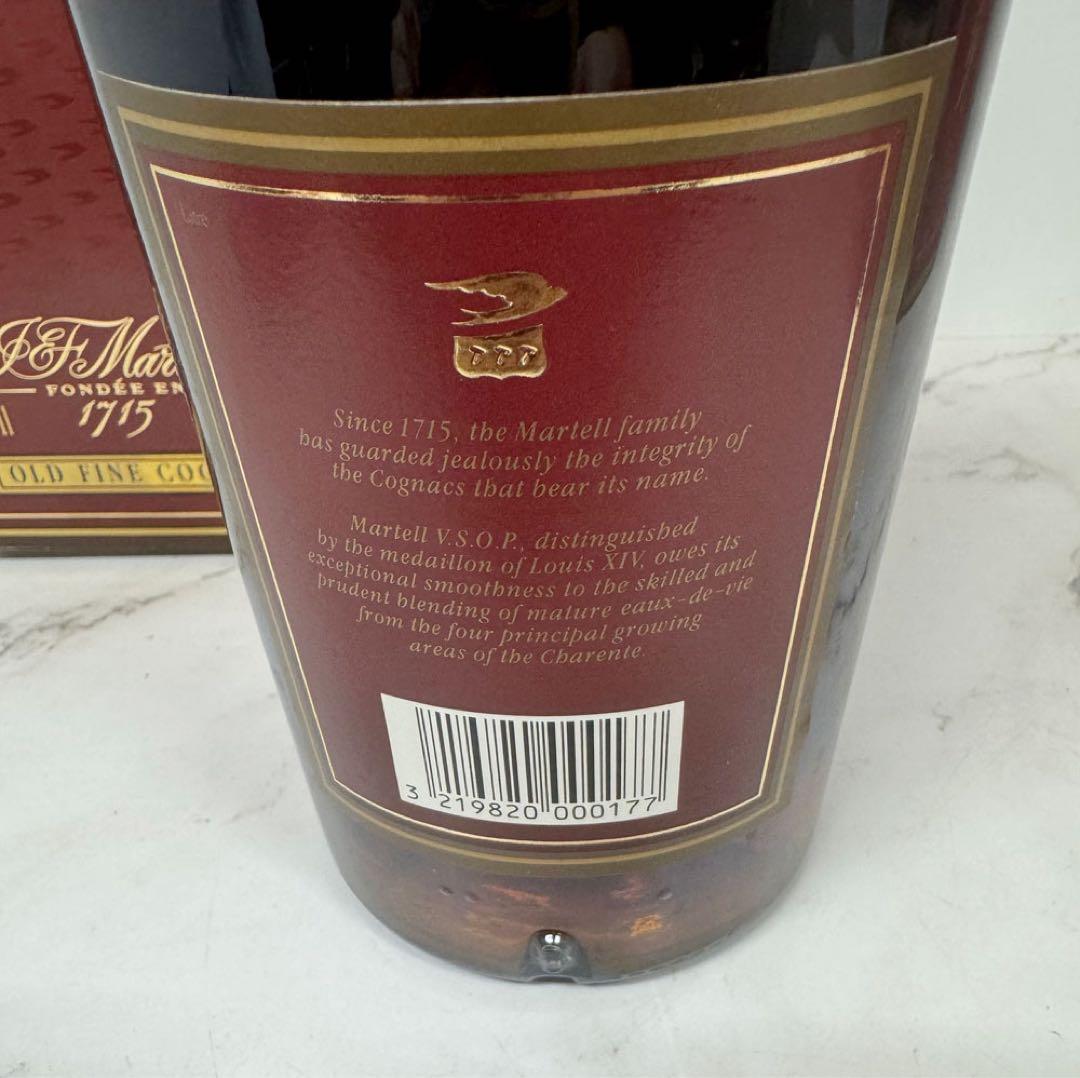 J&F Mar
FONDÉE EN
1715
OLD FINE COG
Since 1715, the Martell family
has guarded jealously the integrity of
the Cognacs that bear its name.
Martell V.S.O.P., distinguished
by the medaillon of Louis XIV, owes its
exceptional smoothness to the skilled and
prudent blending of mature eaux-de-vie
from the four principal growing
areas of the Charente.
3 219820 000177